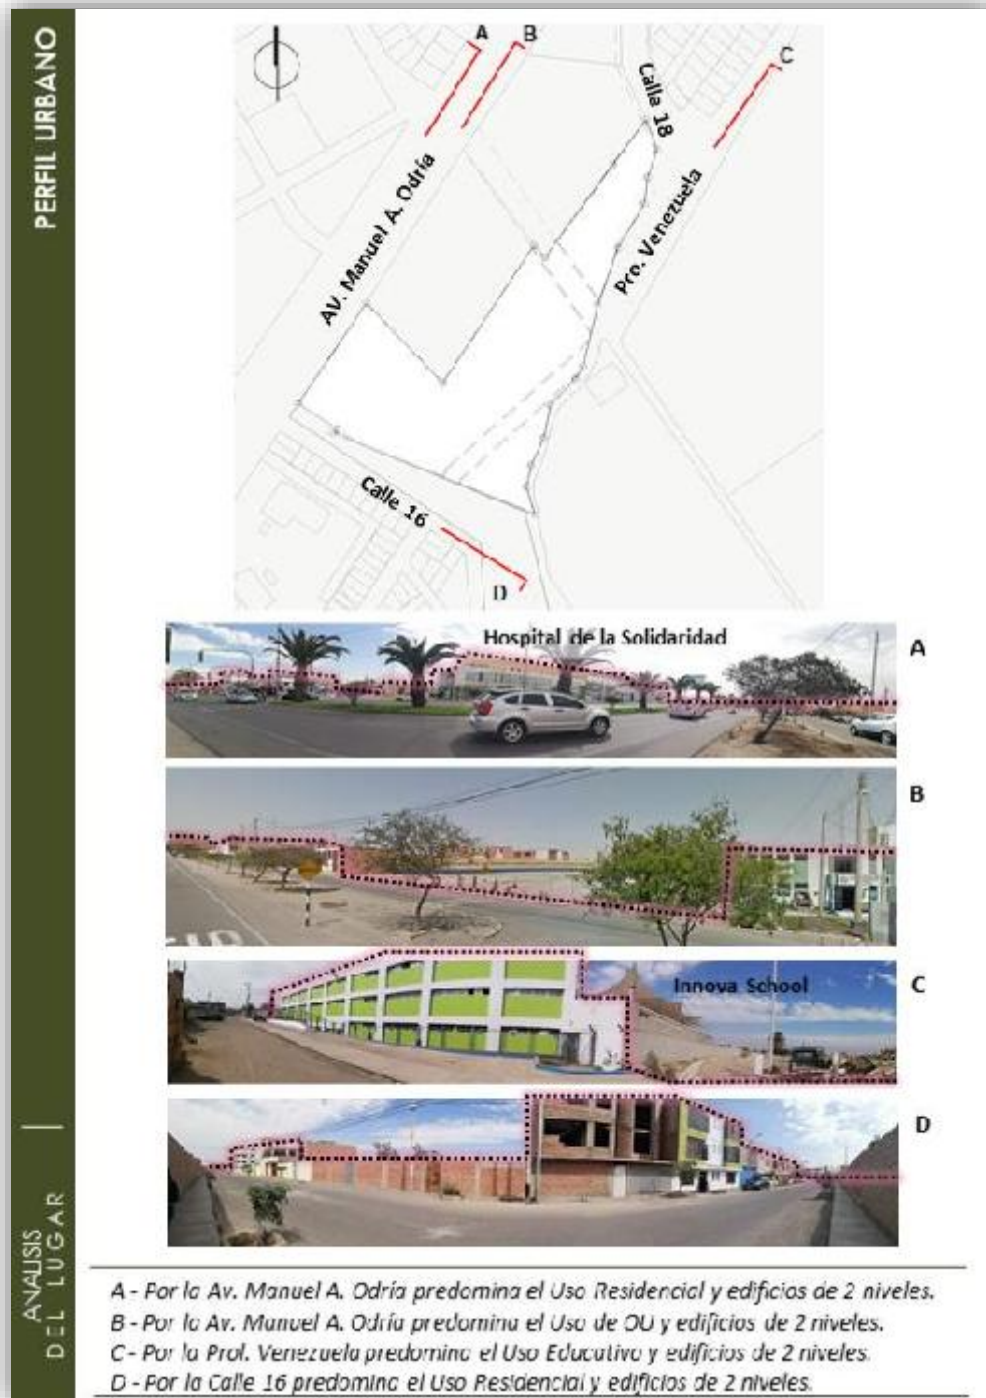 PERFIL URBANO
ANALISIS
DEL LUGAR
A
B
C
Calla 18
AV. Manuel A. Odría
Pro. Venezuela
Calle 16
D
Hospital de la Solidaridad
A
B
Innova School
C
D
A - Por la Av. Manuel A. Odría predomina el Uso Residencial y edificios de 2 niveles.
B - Por la Av. Manuel A. Odría predomina el Uso de OU y edificios de 2 niveles.
C - Por la Prol. Venezuela predomina el Uso Educativo y edificios de 2 niveles.
D - Por la Calle 16 predomina el Uso Residencial y edificios de 2 niveles.